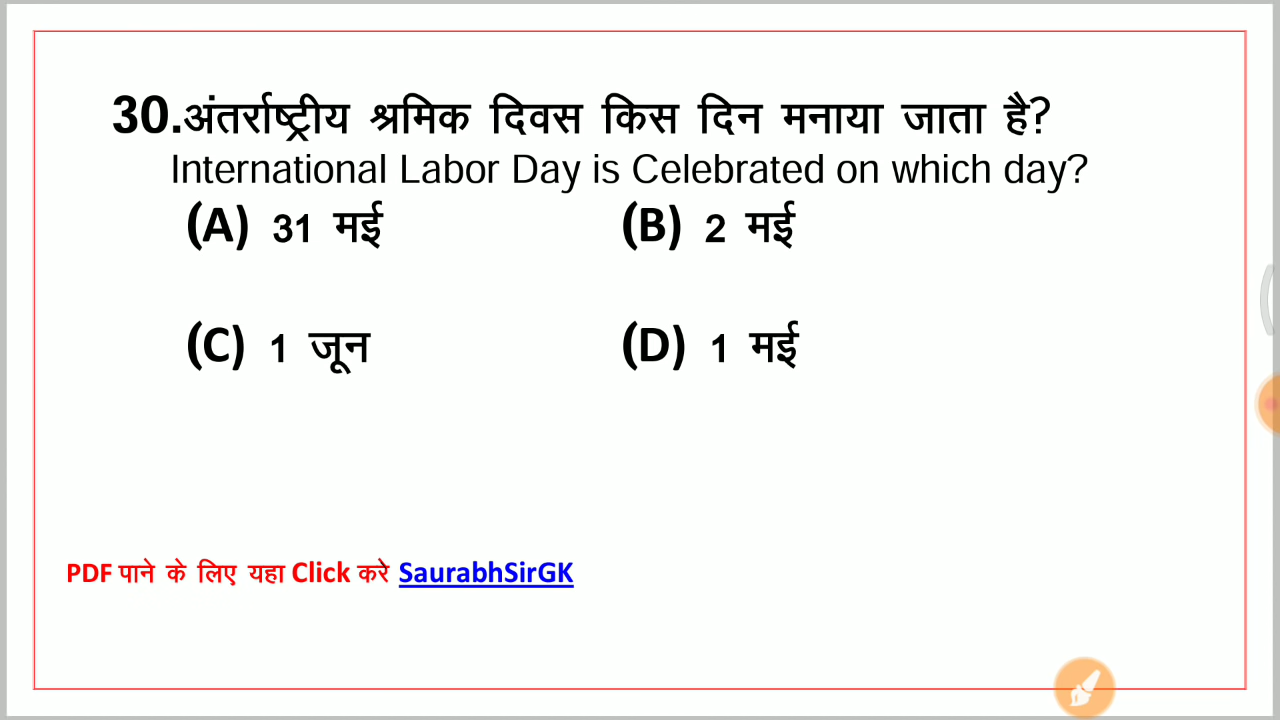 30.अंतर्राष्ट्रीय श्रमिक दिवस किस दिन मनाया जाता है?
International Labor Day is Celebrated on which day?
(A) 31 मई (B) 2 मई
(C) 1 जून (D) 1 मई
PDF पाने के लिए यहा Click करे SaurabhSirGK